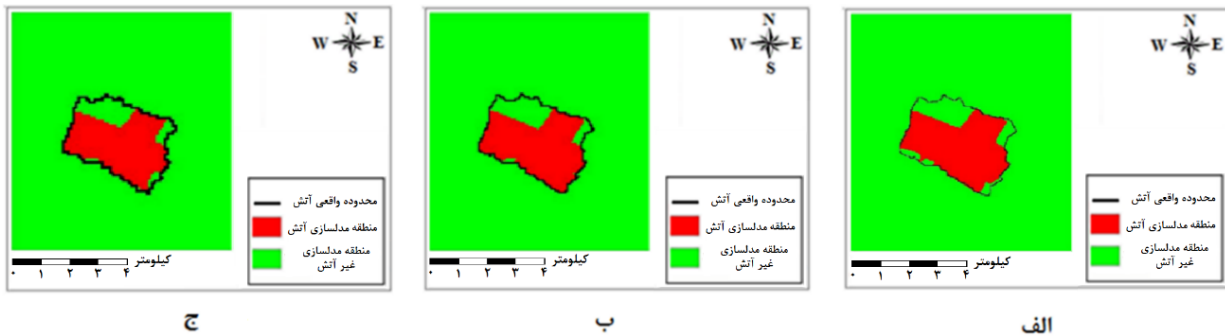 N
W E
S
محدوده واقعی آتش
منطقه مدلسازی آتش
منطقه مدلسازی
غیر آتش
کیلومتر
۰ ۱ ۲ ۳ ۴
الف
N
W E
S
محدوده واقعی آتش
منطقه مدلسازی آتش
منطقه مدلسازی
غیر آتش
کیلومتر
۰ ۱ ۲ ۳ ۴
ب
N
W E
S
محدوده واقعی آتش
منطقه مدلسازی آتش
منطقه مدلسازی
غیر آتش
کیلومتر
۰ ۱ ۲ ۳ ۴
ج